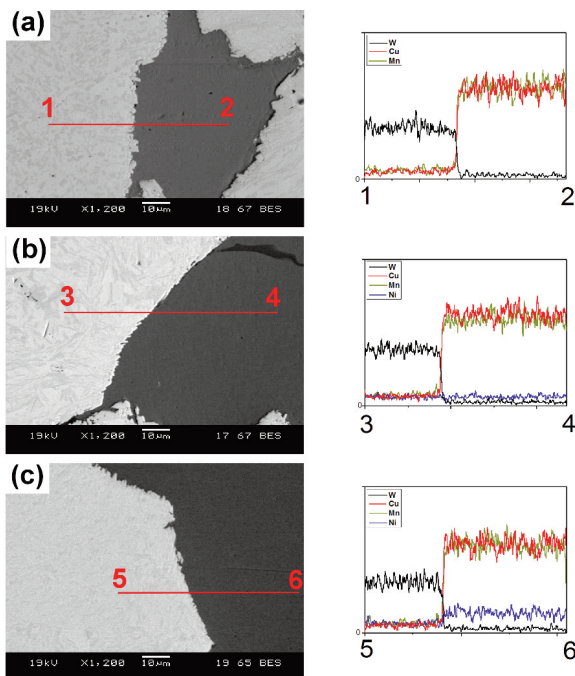 (a)
1
2
19kV X1,200 10µm 18 67 BES
W
Cu
Mn
0
1
2
(b)
3
4
19kV X1,200 10µm 17 67 BES
W
Cu
Mn
Ni
0
3
4
(c)
5
6
19kV X1,200 10µm 19 65 BES
W
Cu
Mn
Ni
0
5
6